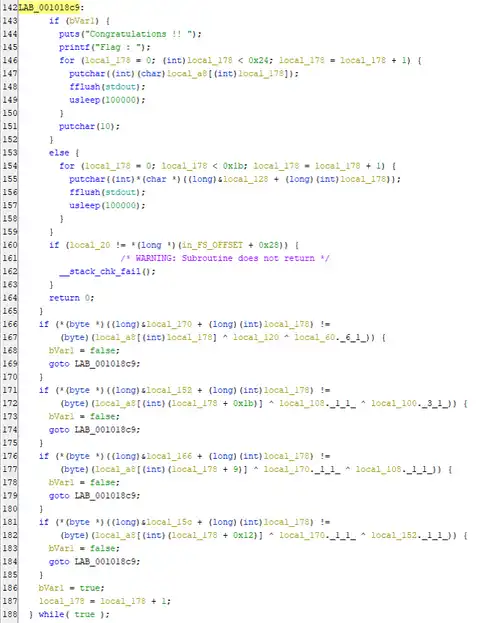 142 LAB_001018c9:
143 if (bVar1) {
144 puts("Congratulations !! ");
145 printf("Flag : ");
146 for (local_178 = 0; (int)local_178 < 0x24; local_178 = local_178 + 1) {
147 putchar((int)(char)local_a8[(int)local_178]);
148 fflush(stdout);
149 usleep(100000);
150 }
151 putchar(10);
152 }
153 else {
154 for (local_178 = 0; local_178 < 0x1b; local_178 = local_178 + 1) {
155 putchar((int)*(char *)((long)&local_128 + (long)(int)local_178));
156 fflush(stdout);
157 usleep(100000);
158 }
159 }
160 if (local_20 != *(long *)(in_FS_OFFSET + 0x28)) {
161 /* WARNING: Subroutine does not return */
162 __stack_chk_fail();
163 }
164 return 0;
165 }
166 if (*(byte *)((long)&local_170 + (long)(int)local_178) !=
167 (byte)(local_a8[(int)local_178] ^ local_120 ^ local_60._6_1_)) {
168 bVar1 = false;
169 goto LAB_001018c9;
170 }
171 if (*(byte *)((long)&local_152 + (long)(int)local_178) !=
172 (byte)(local_a8[(int)(local_178 + 0x1b)] ^ local_108._1_1_ ^ local_100._3_1_)) {
173 bVar1 = false;
174 goto LAB_001018c9;
175 }
176 if (*(byte *)((long)&local_166 + (long)(int)local_178) !=
177 (byte)(local_a8[(int)(local_178 + 9)] ^ local_170._1_1_ ^ local_108._1_1_)) {
178 bVar1 = false;
179 goto LAB_001018c9;
180 }
181 if (*(byte *)((long)&local_15c + (long)(int)local_178) !=
182 (byte)(local_a8[(int)(local_178 + 0x12)] ^ local_170._1_1_ ^ local_152._1_1_)) {
183 bVar1 = false;
184 goto LAB_001018c9;
185 }
186 bVar1 = true;
187 local_178 = local_178 + 1;
188 } while( true );